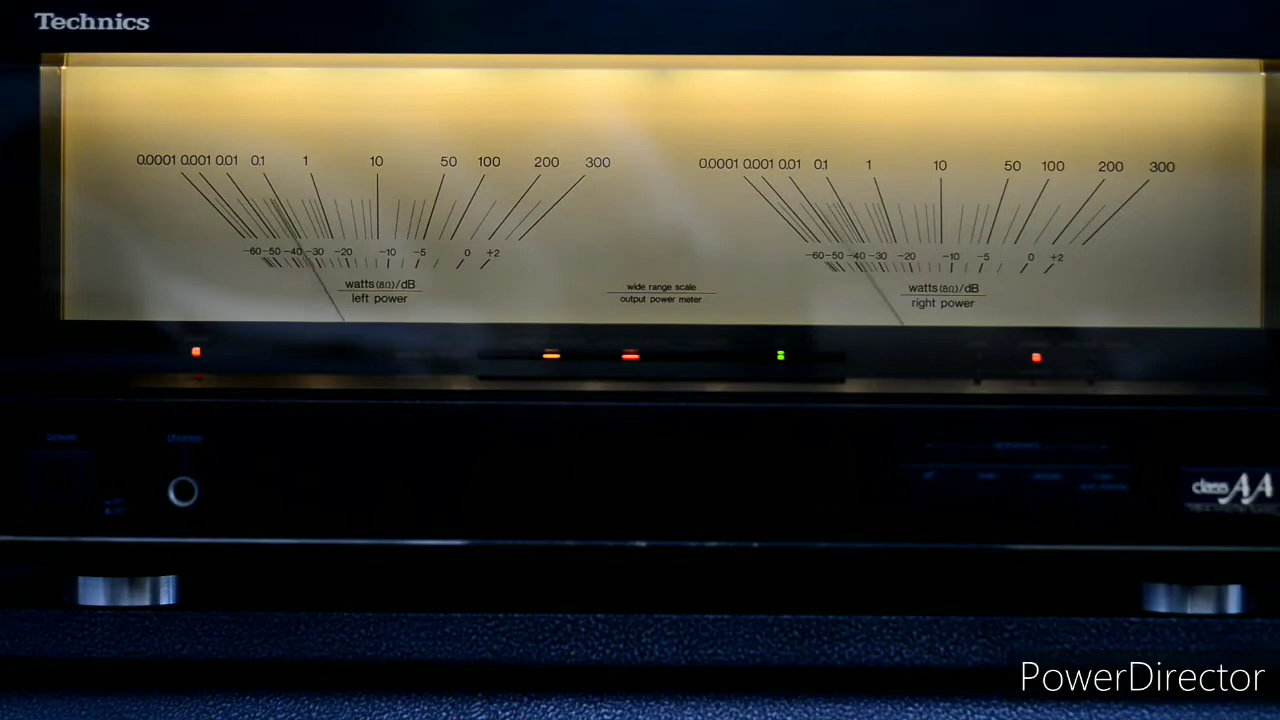 Technics
0.0001 0.001 0.01 0.1 1 10 50 100 200 300
-60 -50 -40 -30 -20 -10 -5 0 +2
watts(8Ω)/dB
left power
wide range scale
output power meter
0.0001 0.001 0.01 0.1 1 10 50 100 200 300
-60 -50 -40 -30 -20 -10 -5 0 +2
watts(8Ω)/dB
right power
power
phones
class AA
PowerDirector